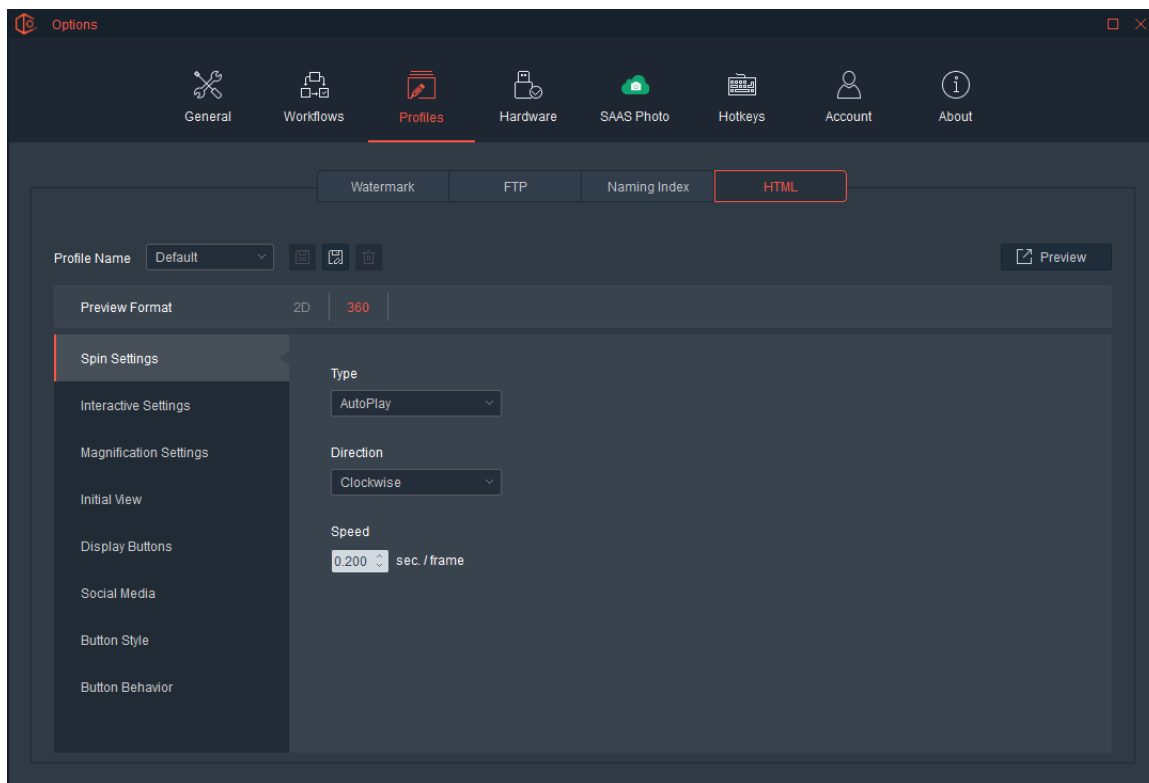 Options
General Workflows Profiles Hardware SAAS Photo Hotkeys Account About
Watermark FTP Naming Index HTML
Profile Name Default Preview
Preview Format 2D 360
Spin Settings
Interactive Settings
Magnification Settings
Initial View
Display Buttons
Social Media
Button Style
Button Behavior
Type
AutoPlay
Direction
Clockwise
Speed
0.200 sec. / frame